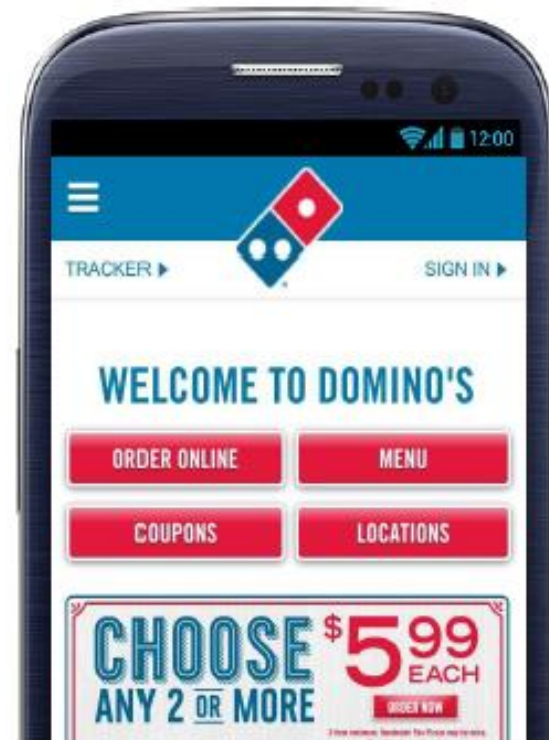 12:00
TRACKER SIGN IN
WELCOME TO DOMINO'S
ORDER ONLINE MENU
COUPONS LOCATIONS
CHOOSE $5.99 EACH
ANY 2 OR MORE
ORDER NOW